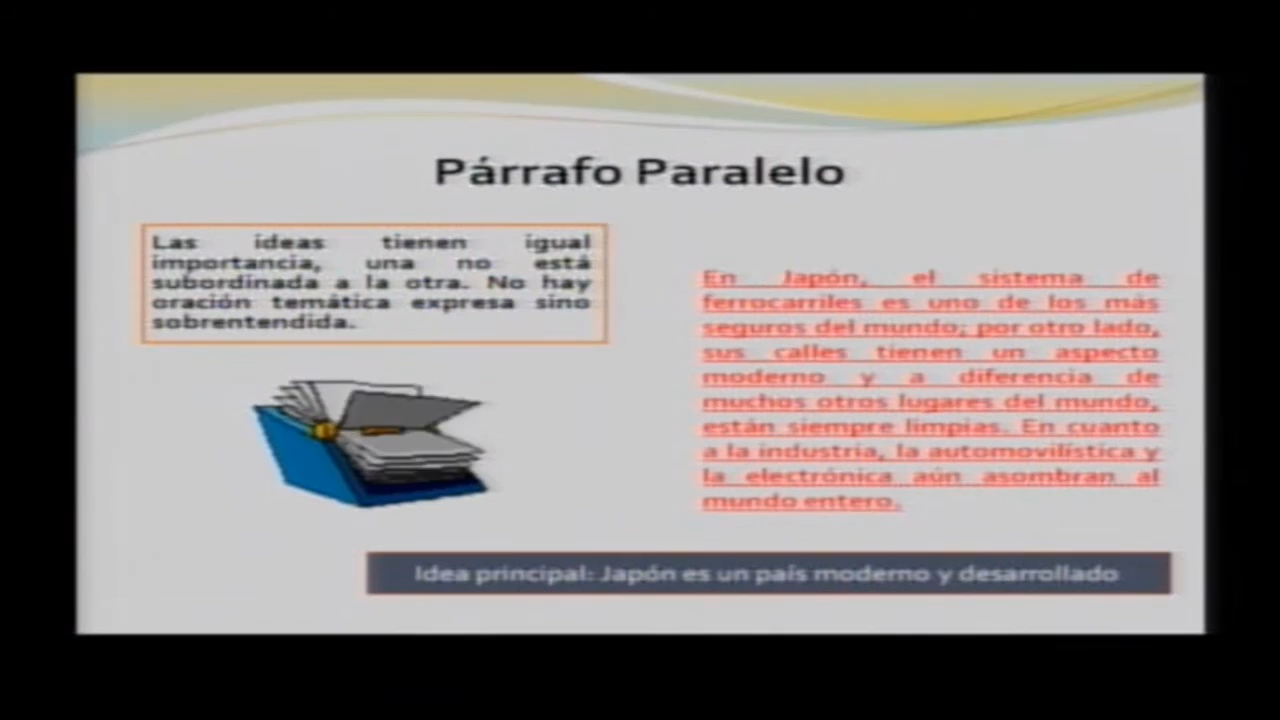 Párrafo Paralelo
Las ideas tienen igual
importancia, una no está
subordinada a la otra. No hay
oración temática expresa sino
sobrentendida.
En Japón, el sistema de
ferrocarriles es uno de los más
seguros del mundo; por otro lado,
sus calles tienen un aspecto
moderno y a diferencia de
muchos otros lugares del mundo,
están siempre limpias. En cuanto
a la industria, la automovilística y
la electrónica aún asombran al
mundo entero.
Idea principal: Japón es un país moderno y desarrollado